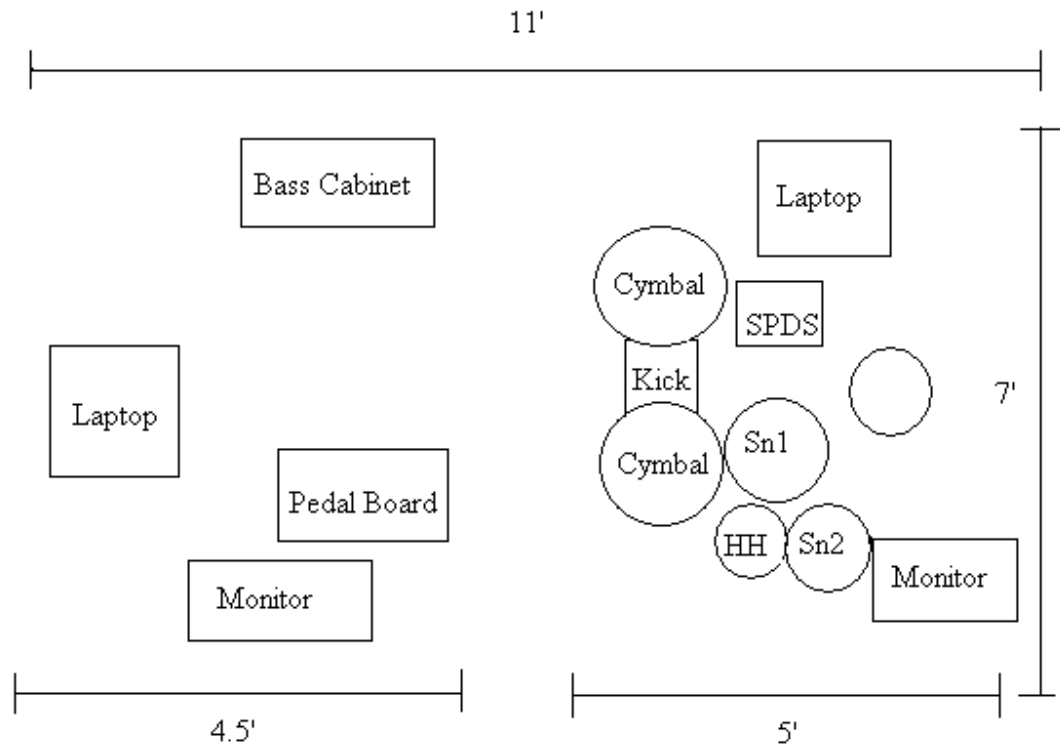 11'
Bass Cabinet
Laptop
Cymbal
SPDS
Kick
7'
Laptop
Sn1
Cymbal
Pedal Board
HH
Sn2
Monitor
Monitor
4.5'
5'